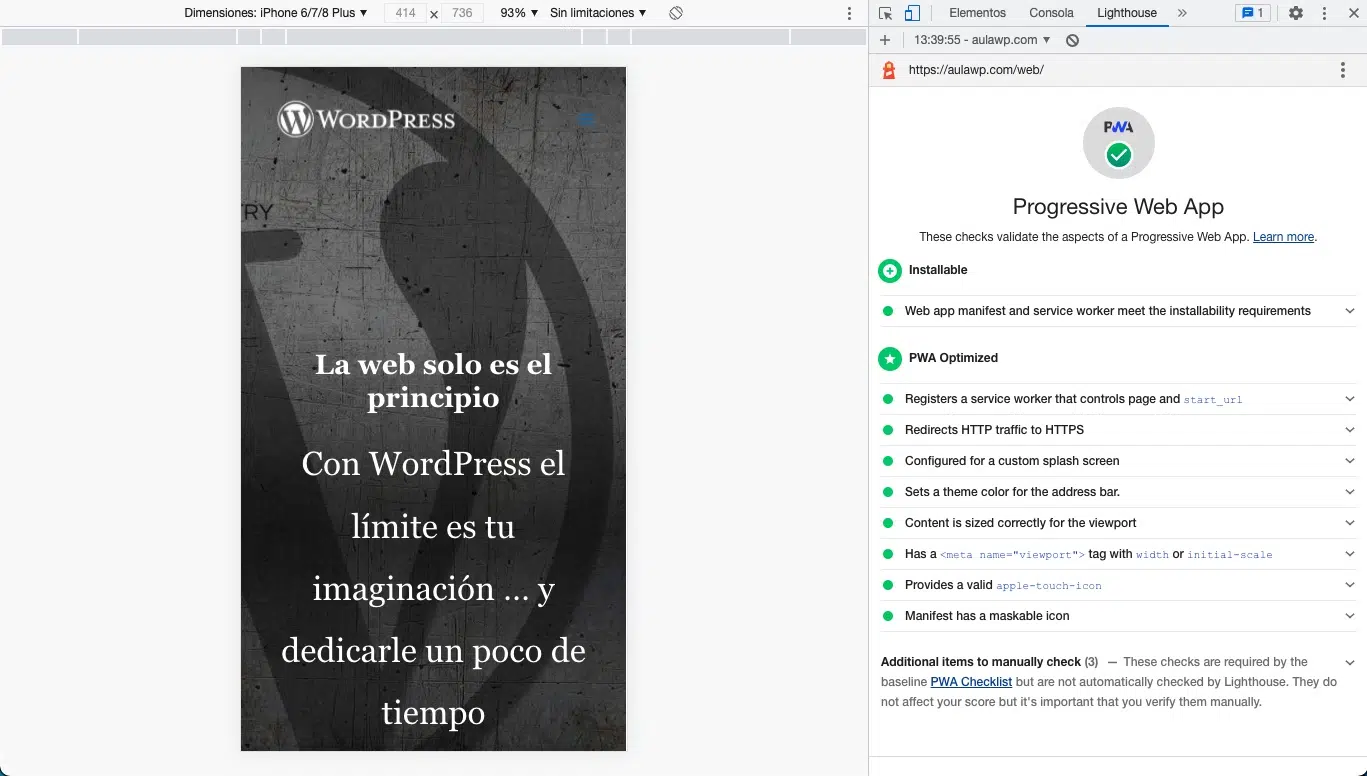 Dimensiones: iPhone 6/7/8 Plus ▼ 414 × 736 93% ▼ Sin limitaciones ▼
Elementos Consola Lighthouse » 1
+ 13:39:55 - aulawp.com ▼
https://aulawp.com/web/
WORDPRESS
TRY
La web solo es el
principio
Con WordPress el
límite es tu
imaginación ... y
dedicarle un poco de
tiempo
PWA
Progressive Web App
These checks validate the aspects of a Progressive Web App. Learn more.
Installable
Web app manifest and service worker meet the installability requirements
PWA Optimized
Registers a service worker that controls page and start_url
Redirects HTTP traffic to HTTPS
Configured for a custom splash screen
Sets a theme color for the address bar.
Content is sized correctly for the viewport
Has a <meta name="viewport"> tag with width or initial-scale
Provides a valid apple-touch-icon
Manifest has a maskable icon
Additional items to manually check (3) — These checks are required by the
baseline PWA Checklist but are not automatically checked by Lighthouse. They do
not affect your score but it's important that you verify them manually.